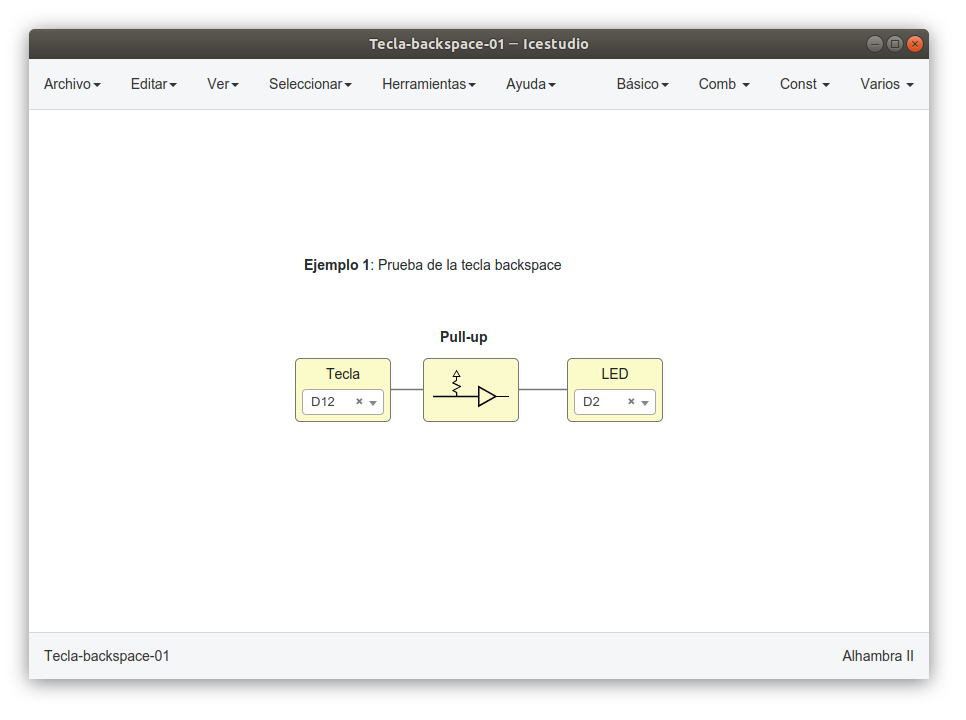 Tecla-backspace-01 – Icestudio
Archivo Editar Ver Seleccionar Herramientas Ayuda Básico Comb Const Varios
Ejemplo 1: Prueba de la tecla backspace
Pull-up
Tecla LED
D12 × D2 ×
Tecla-backspace-01 Alhambra II